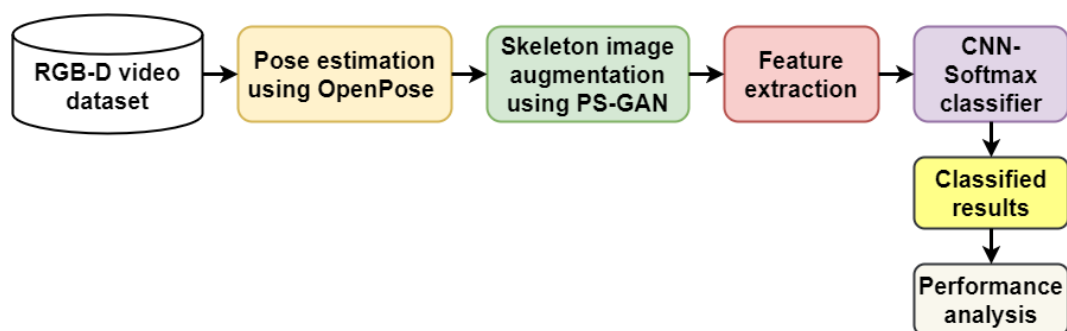 RGB-D video
dataset
Pose estimation
using OpenPose
Skeleton image
augmentation
using PS-GAN
Feature
extraction
CNN-
Softmax
classifier
Classified
results
Performance
analysis